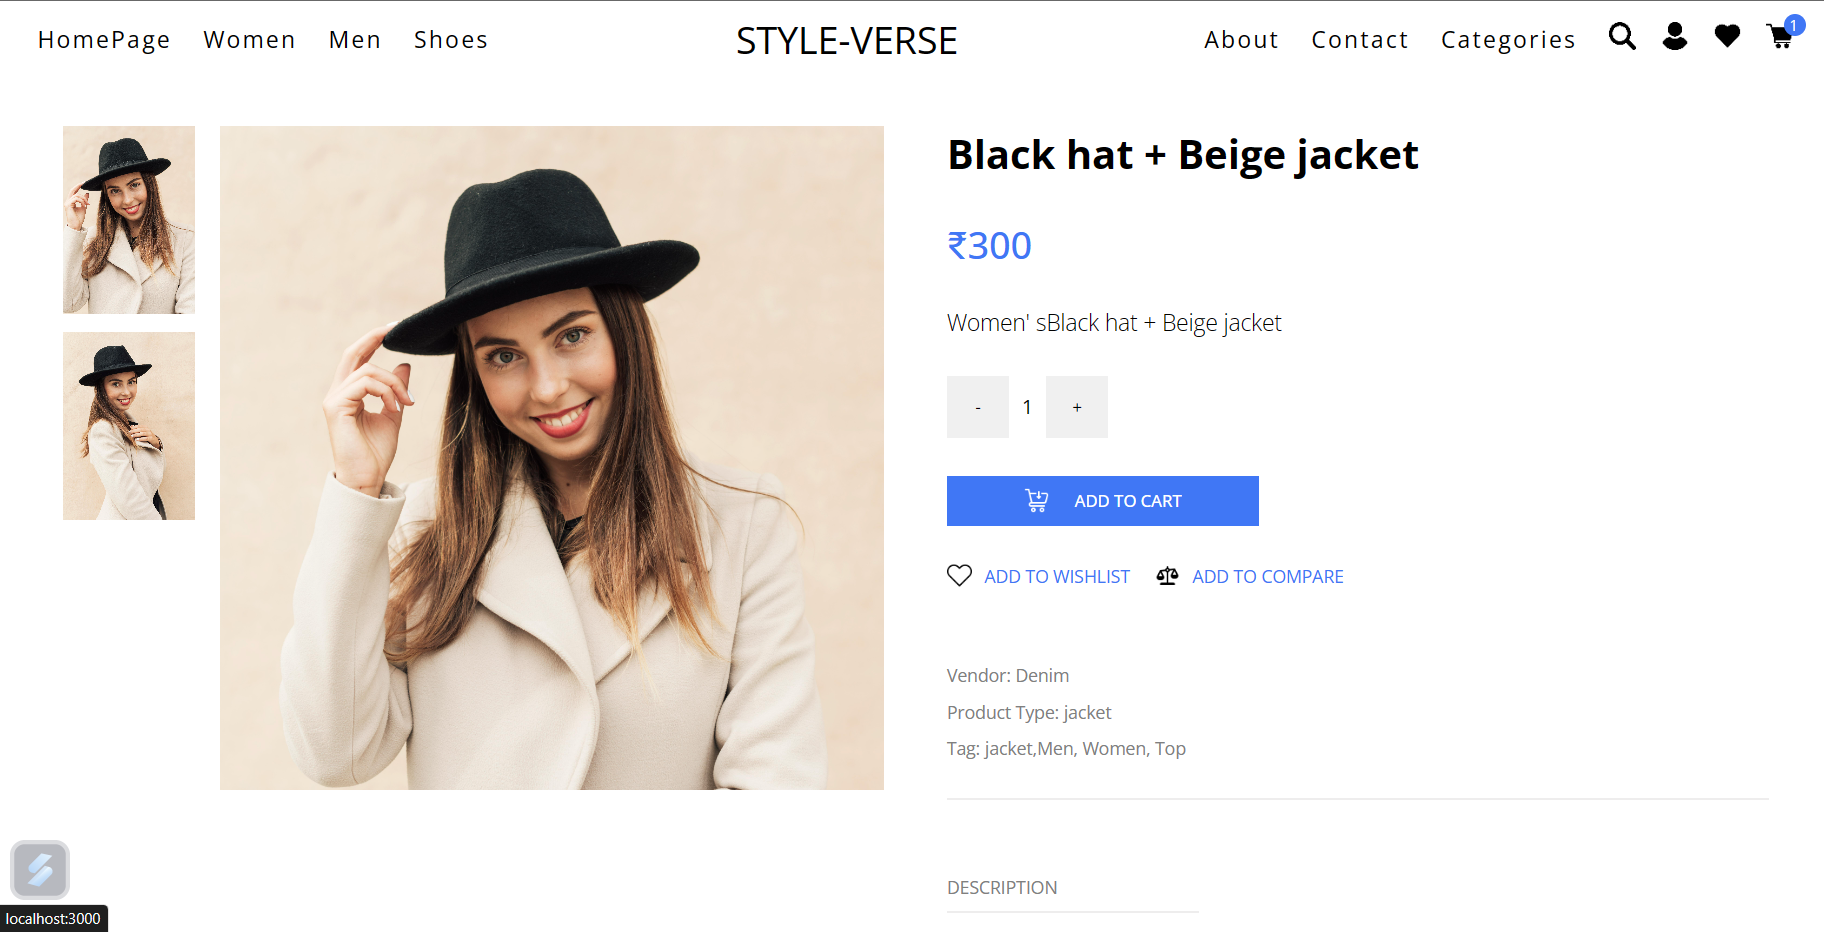 HomePage Women Men Shoes STYLE-VERSE About Contact Categories 1
Black hat + Beige jacket
₹300
Women' sBlack hat + Beige jacket
- 1 +
ADD TO CART
ADD TO WISHLIST ADD TO COMPARE
Vendor: Denim
Product Type: jacket
Tag: jacket,Men, Women, Top
DESCRIPTION
localhost:3000